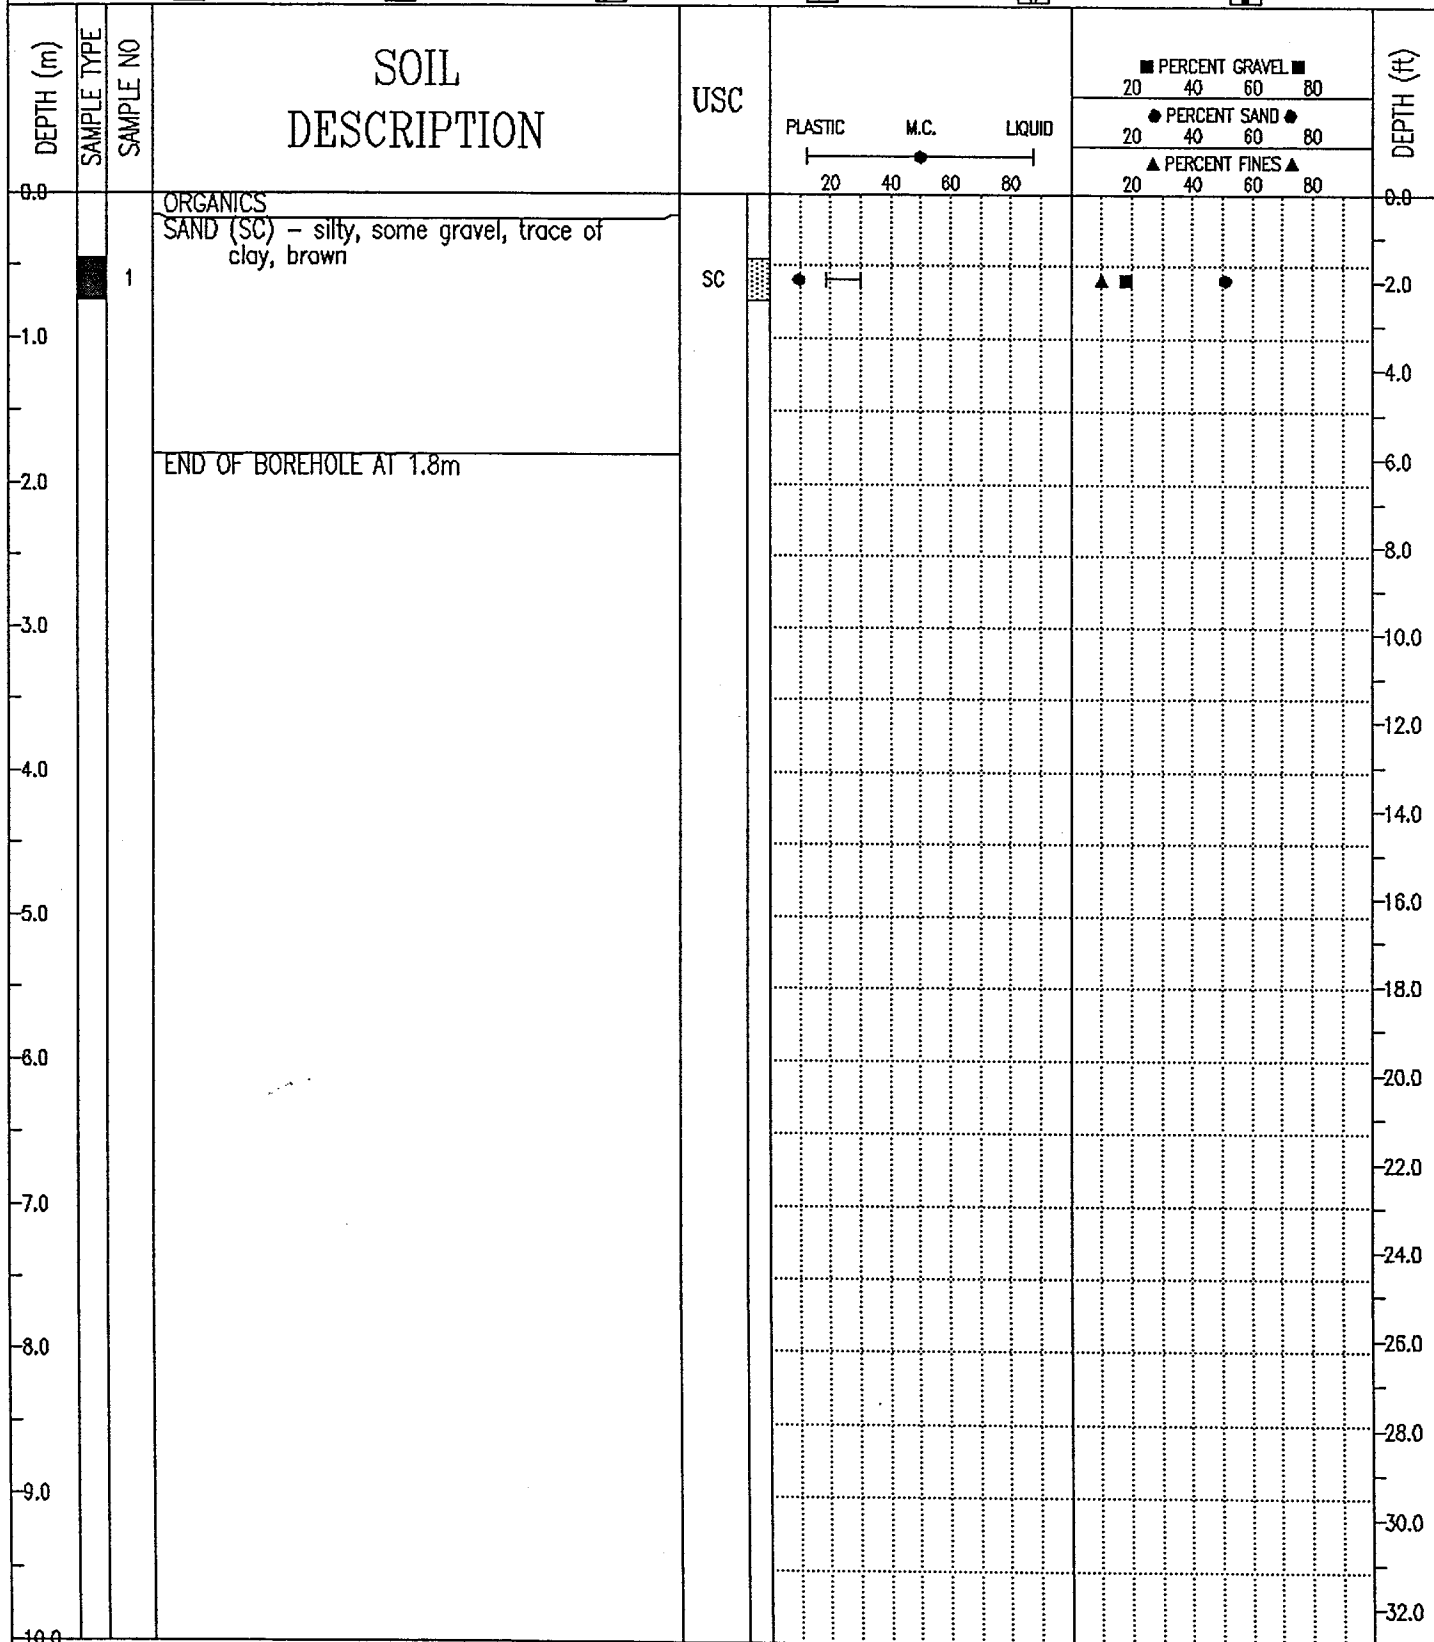 DEPTH (m)
SAMPLE TYPE
SAMPLE NO
SOIL
DESCRIPTION
USC
PLASTIC M.C. LIQUID
20 40 60 80
■ PERCENT GRAVEL ■
20 40 60 80
● PERCENT SAND ●
20 40 60 80
▲ PERCENT FINES ▲
20 40 60 80
DEPTH (ft)
0.0
ORGANICS
0.0
SAND (SC) – silty, some gravel, trace of
clay, brown
1
SC
2.0
1.0
4.0
END OF BOREHOLE AT 1.8m
6.0
2.0
8.0
3.0
10.0
12.0
4.0
14.0
5.0
16.0
18.0
6.0
20.0
22.0
7.0
24.0
8.0
26.0
28.0
9.0
30.0
32.0
10.0